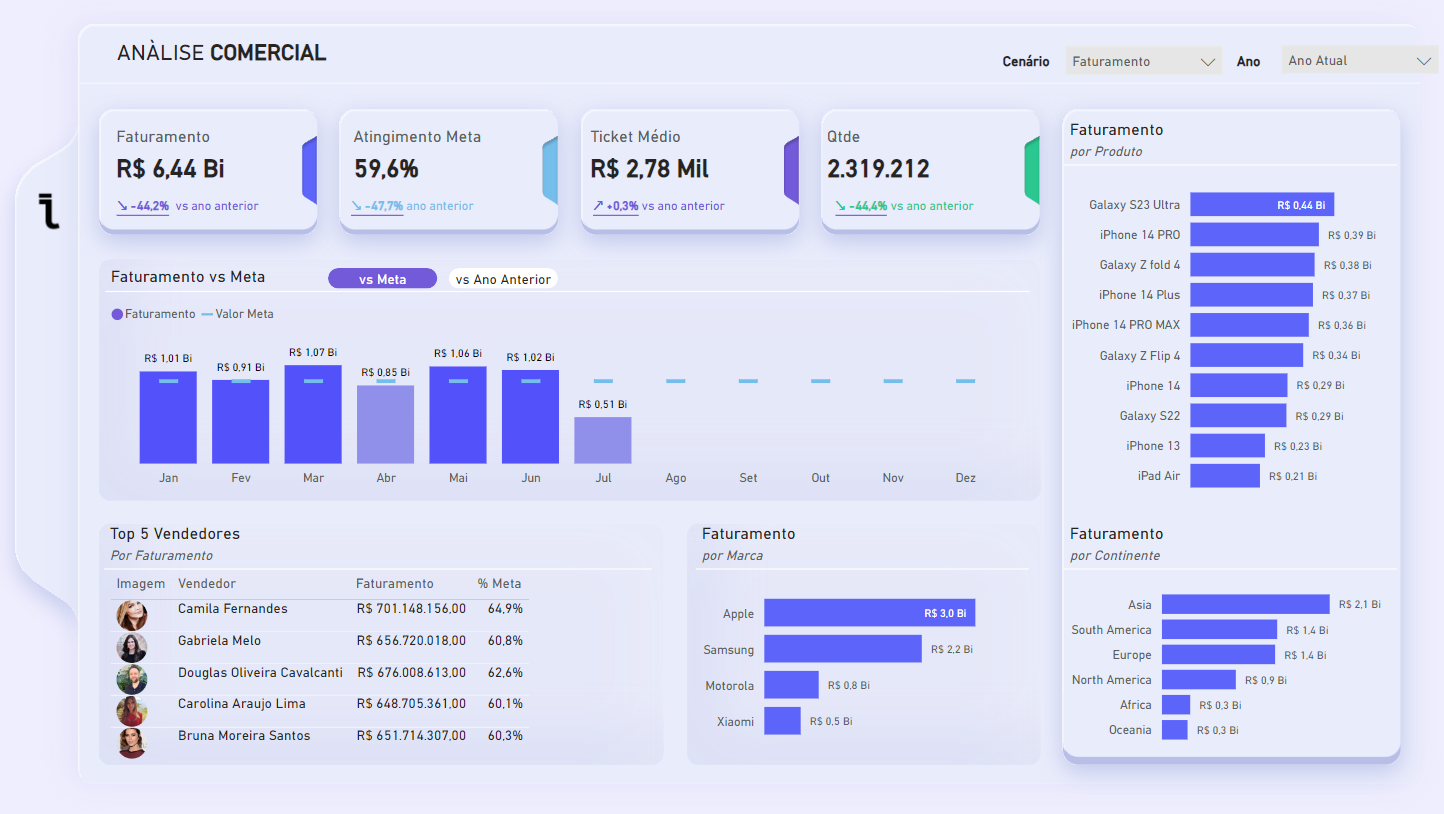 ANÀLISE COMERCIAL
Cenário
Faturamento
Ano
Ano Atual
Faturamento
R$ 6,44 Bi
↘ -44,2% vs ano anterior
Atingimento Meta
59,6%
↘ -47,7% ano anterior
Ticket Médio
R$ 2,78 Mil
↗ +0,3% vs ano anterior
Qtde
2.319.212
↘ -44,4% vs ano anterior
Faturamento vs Meta
vs Meta
vs Ano Anterior
Faturamento
Valor Meta
R$ 1,01 Bi
R$ 0,91 Bi
R$ 1,07 Bi
R$ 0,85 Bi
R$ 1,06 Bi
R$ 1,02 Bi
R$ 0,51 Bi
Jan
Fev
Mar
Abr
Mai
Jun
Jul
Ago
Set
Out
Nov
Dez
Top 5 Vendedores
Por Faturamento
Imagem Vendedor Faturamento % Meta
Camila Fernandes R$ 701.148.156,00 64,9%
Gabriela Melo R$ 656.720.018,00 60,8%
Douglas Oliveira Cavalcanti R$ 676.008.613,00 62,6%
Carolina Araujo Lima R$ 648.705.361,00 60,1%
Bruna Moreira Santos R$ 651.714.307,00 60,3%
Faturamento
por Marca
Apple R$ 3,0 Bi
Samsung R$ 2,2 Bi
Motorola R$ 0,8 Bi
Xiaomi R$ 0,5 Bi
Faturamento
por Produto
Galaxy S23 Ultra R$ 0,44 Bi
iPhone 14 PRO R$ 0,39 Bi
Galaxy Z fold 4 R$ 0,38 Bi
iPhone 14 Plus R$ 0,37 Bi
iPhone 14 PRO MAX R$ 0,36 Bi
Galaxy Z Flip 4 R$ 0,34 Bi
iPhone 14 R$ 0,29 Bi
Galaxy S22 R$ 0,29 Bi
iPhone 13 R$ 0,23 Bi
iPad Air R$ 0,21 Bi
Faturamento
por Continente
Asia R$ 2,1 Bi
South America R$ 1,4 Bi
Europe R$ 1,4 Bi
North America R$ 0,9 Bi
Africa R$ 0,3 Bi
Oceania R$ 0,3 Bi